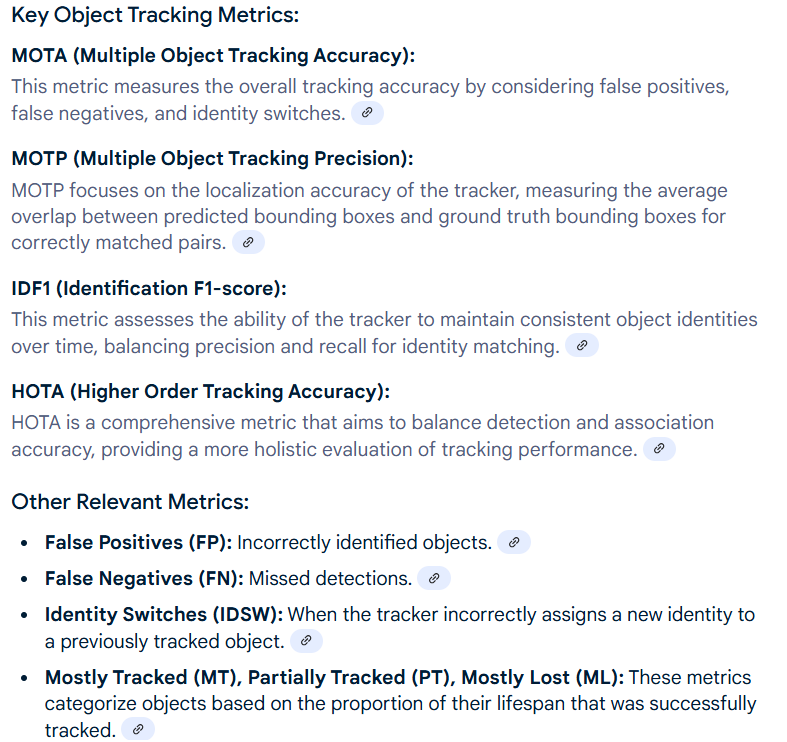 Key Object Tracking Metrics:
MOTA (Multiple Object Tracking Accuracy):
This metric measures the overall tracking accuracy by considering false positives,
false negatives, and identity switches.
MOTP (Multiple Object Tracking Precision):
MOTP focuses on the localization accuracy of the tracker, measuring the average
overlap between predicted bounding boxes and ground truth bounding boxes for
correctly matched pairs.
IDF1 (Identification F1-score):
This metric assesses the ability of the tracker to maintain consistent object identities
over time, balancing precision and recall for identity matching.
HOTA (Higher Order Tracking Accuracy):
HOTA is a comprehensive metric that aims to balance detection and association
accuracy, providing a more holistic evaluation of tracking performance.
Other Relevant Metrics:
• False Positives (FP): Incorrectly identified objects.
• False Negatives (FN): Missed detections.
• Identity Switches (IDSW): When the tracker incorrectly assigns a new identity to
a previously tracked object.
• Mostly Tracked (MT), Partially Tracked (PT), Mostly Lost (ML): These metrics
categorize objects based on the proportion of their lifespan that was successfully
tracked.